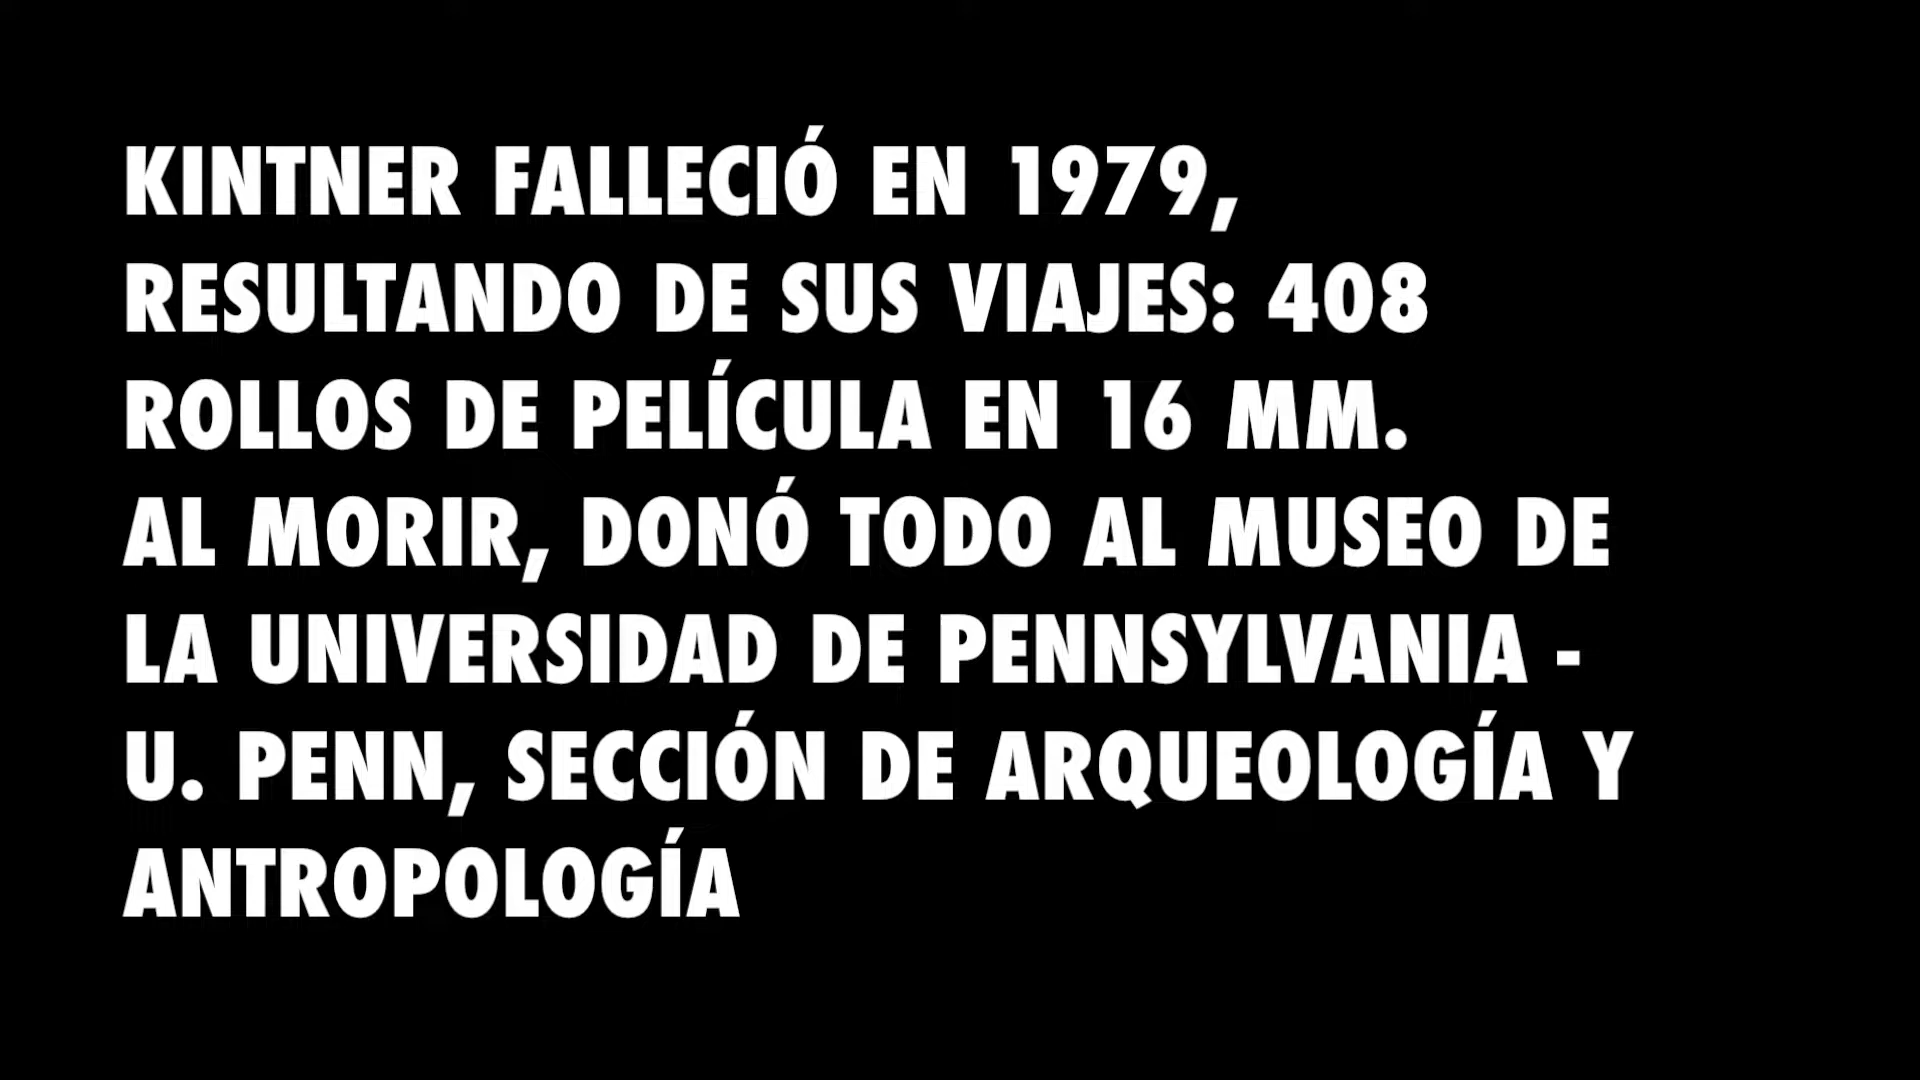 KINTNER FALLECIÓ EN 1979,
RESULTANDO DE SUS VIAJES: 408
ROLLOS DE PELÍCULA EN 16 MM.
AL MORIR, DONÓ TODO AL MUSEO DE
LA UNIVERSIDAD DE PENNSYLVANIA -
U. PENN, SECCIÓN DE ARQUEOLOGÍA Y
ANTROPOLOGÍA